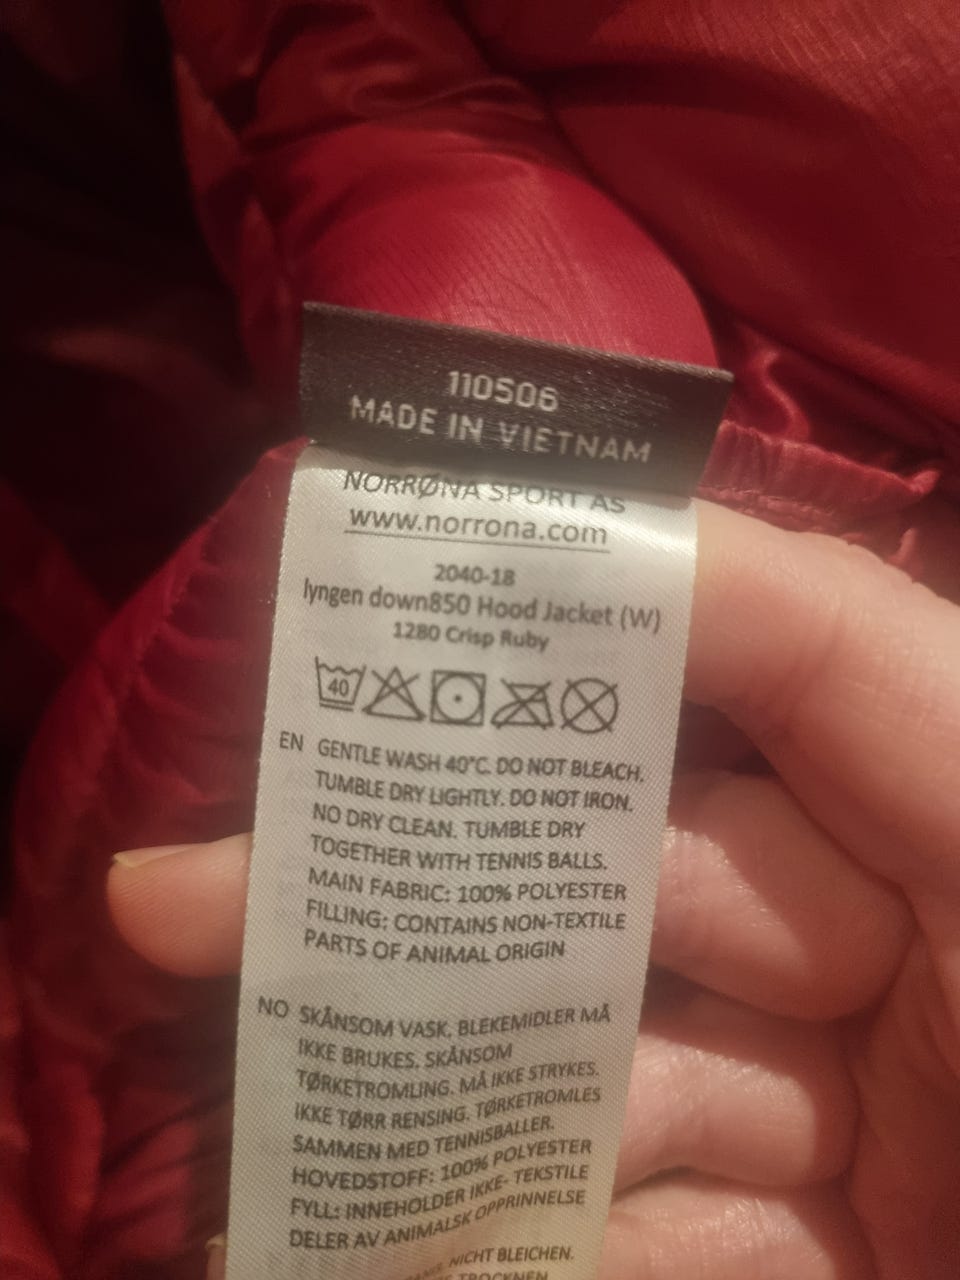 110506
MADE IN VIETNAM
NORRØNA SPORT AS
www.norrona.com
2040-18
lyngen down850 Hood Jacket (W)
1280 Crisp Ruby
40
EN GENTLE WASH 40°C. DO NOT BLEACH.
TUMBLE DRY LIGHTLY. DO NOT IRON.
NO DRY CLEAN. TUMBLE DRY
TOGETHER WITH TENNIS BALLS.
MAIN FABRIC: 100% POLYESTER
FILLING: CONTAINS NON-TEXTILE
PARTS OF ANIMAL ORIGIN
NO SKÅNSOM VASK. BLEKEMIDLER MÅ
IKKE BRUKES. SKÅNSOM
TØRKETROMLING. MÅ IKKE STRYKES.
IKKE TØRR RENSING. TØRKETROMLES
SAMMEN MED TENNISBALLER.
HOVEDSTOFF: 100% POLYESTER
FYLL: INNEHOLDER IKKE- TEKSTILE
DELER AV ANIMALSK OPPRINNELSE
NICHT BLEICHEN.
TROCKNEN